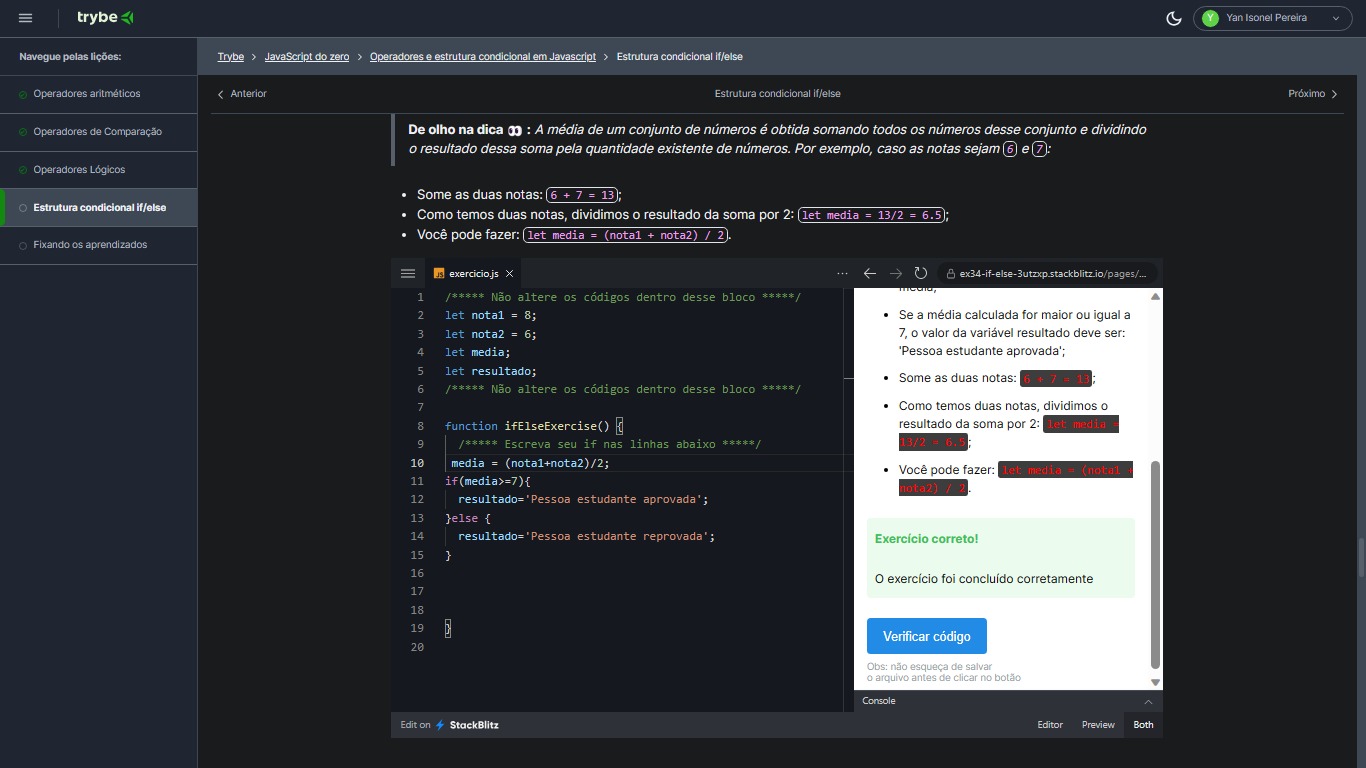 trybe
Y Yan Isonel Pereira
Navegue pelas lições:
Operadores aritméticos
Operadores de Comparação
Operadores Lógicos
Estrutura condicional if/else
Fixando os aprendizados
Trybe > JavaScript do zero > Operadores e estrutura condicional em Javascript > Estrutura condicional if/else
Anterior
Estrutura condicional if/else
Próximo
De olho na dica 👀 : A média de um conjunto de números é obtida somando todos os números desse conjunto e dividindo
o resultado dessa soma pela quantidade existente de números. Por exemplo, caso as notas sejam 6 e 7:
• Some as duas notas: 6 + 7 = 13;
• Como temos duas notas, dividimos o resultado da soma por 2: let media = 13/2 = 6.5;
• Você pode fazer: let media = (nota1 + nota2) / 2.
JS exercicio.js
1 /***** Não altere os códigos dentro desse bloco *****/
2 let nota1 = 8;
3 let nota2 = 6;
4 let media;
5 let resultado;
6 /***** Não altere os códigos dentro desse bloco *****/
7
8 function ifElseExercise() {
9 /***** Escreva seu if nas linhas abaixo *****/
10 media = (nota1+nota2)/2;
11 if(media>=7){
12 resultado='Pessoa estudante aprovada';
13 }else {
14 resultado='Pessoa estudante reprovada';
15 }
16
17
18
19 }
20
ex34-if-else-3utzxp.stackblitz.io/pages/...
média;
• Se a média calculada for maior ou igual a
7, o valor da variável resultado deve ser:
'Pessoa estudante aprovada';
• Some as duas notas: 6 + 7 = 13;
• Como temos duas notas, dividimos o
resultado da soma por 2: let media =
13/2 = 6.5;
• Você pode fazer: let media = (nota1 +
nota2) / 2.
Exercício correto!
O exercício foi concluído corretamente
Verificar código
Obs: não esqueça de salvar
o arquivo antes de clicar no botão
Console
Edit on StackBlitz
Editor
Preview
Both